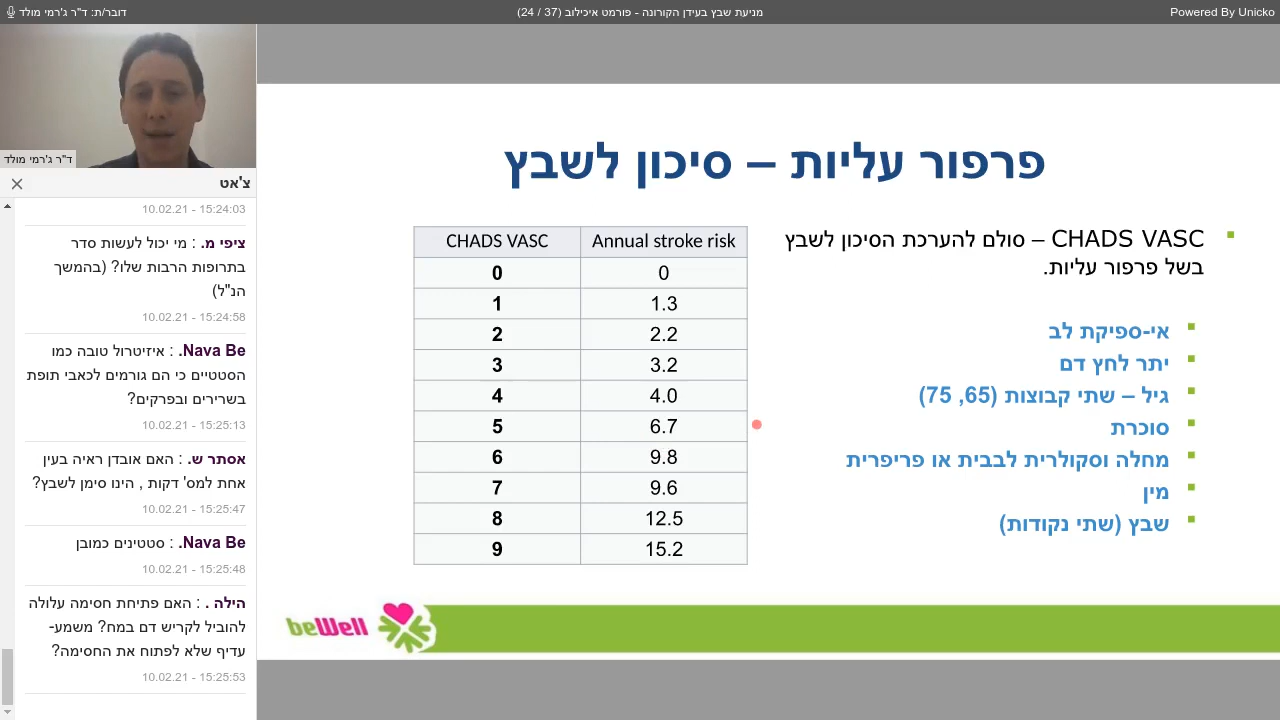 דובר/ת: ד"ר ג'רמי מולד
מניעת שבץ בעידן הקורונה - פורמט איכילוב (37 / 24)
Powered By Unicko
ד"ר ג'רמי מולד
צ'אט
10.02.21 - 15:24:03
ציפי מ. : מי יכול לעשות סדר
בתרופות הרבות שלו? (בהמשך
הנ"ל)
10.02.21 - 15:24:58
Nava Be. : איזיטרול טובה כמו
הסטטיים כי הם גורמים לכאבי תופת
בשרירים ובפרקים?
10.02.21 - 15:25:13
אסתר ש. : האם אובדן ראיה בעין
אחת למס' דקות , הינו סימן לשבץ?
10.02.21 - 15:25:47
Nava Be. : סטטינים כמובן
10.02.21 - 15:25:48
הילה . : האם פתיחת חסימה עלולה
להוביל לקריש דם במח? משמע-
עדיף שלא לפתוח את החסימה?
10.02.21 - 15:25:53
פרפור עליות – סיכון לשבץ
CHADS VASC – סולם להערכת הסיכון לשבץ
בשל פרפור עליות.
אי-ספיקת לב
יתר לחץ דם
גיל – שתי קבוצות (65, 75)
סוכרת
מחלה וסקולרית לבבית או פריפרית
מין
שבץ (שתי נקודות)
CHADS VASC Annual stroke risk
0 0
1 1.3
2 2.2
3 3.2
4 4.0
5 6.7
6 9.8
7 9.6
8 12.5
9 15.2
beWell